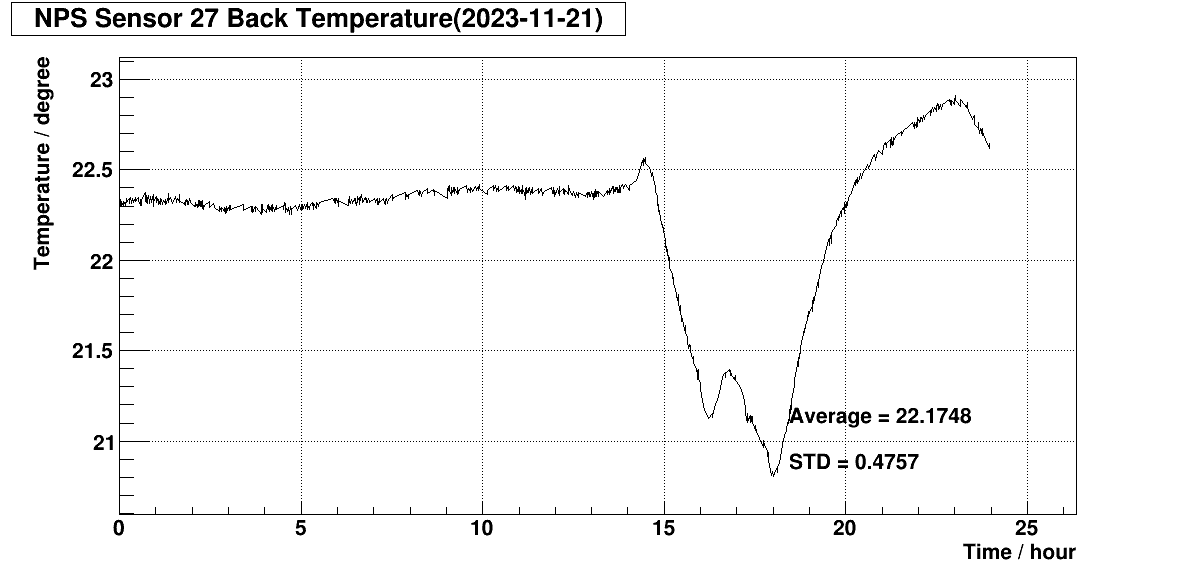 NPS Sensor 27 Back Temperature(2023-11-21)
Temperature / degree
23
22.5
22
21.5
21
Average = 22.1748
STD = 0.4757
0 5 10 15 20 25
Time / hour